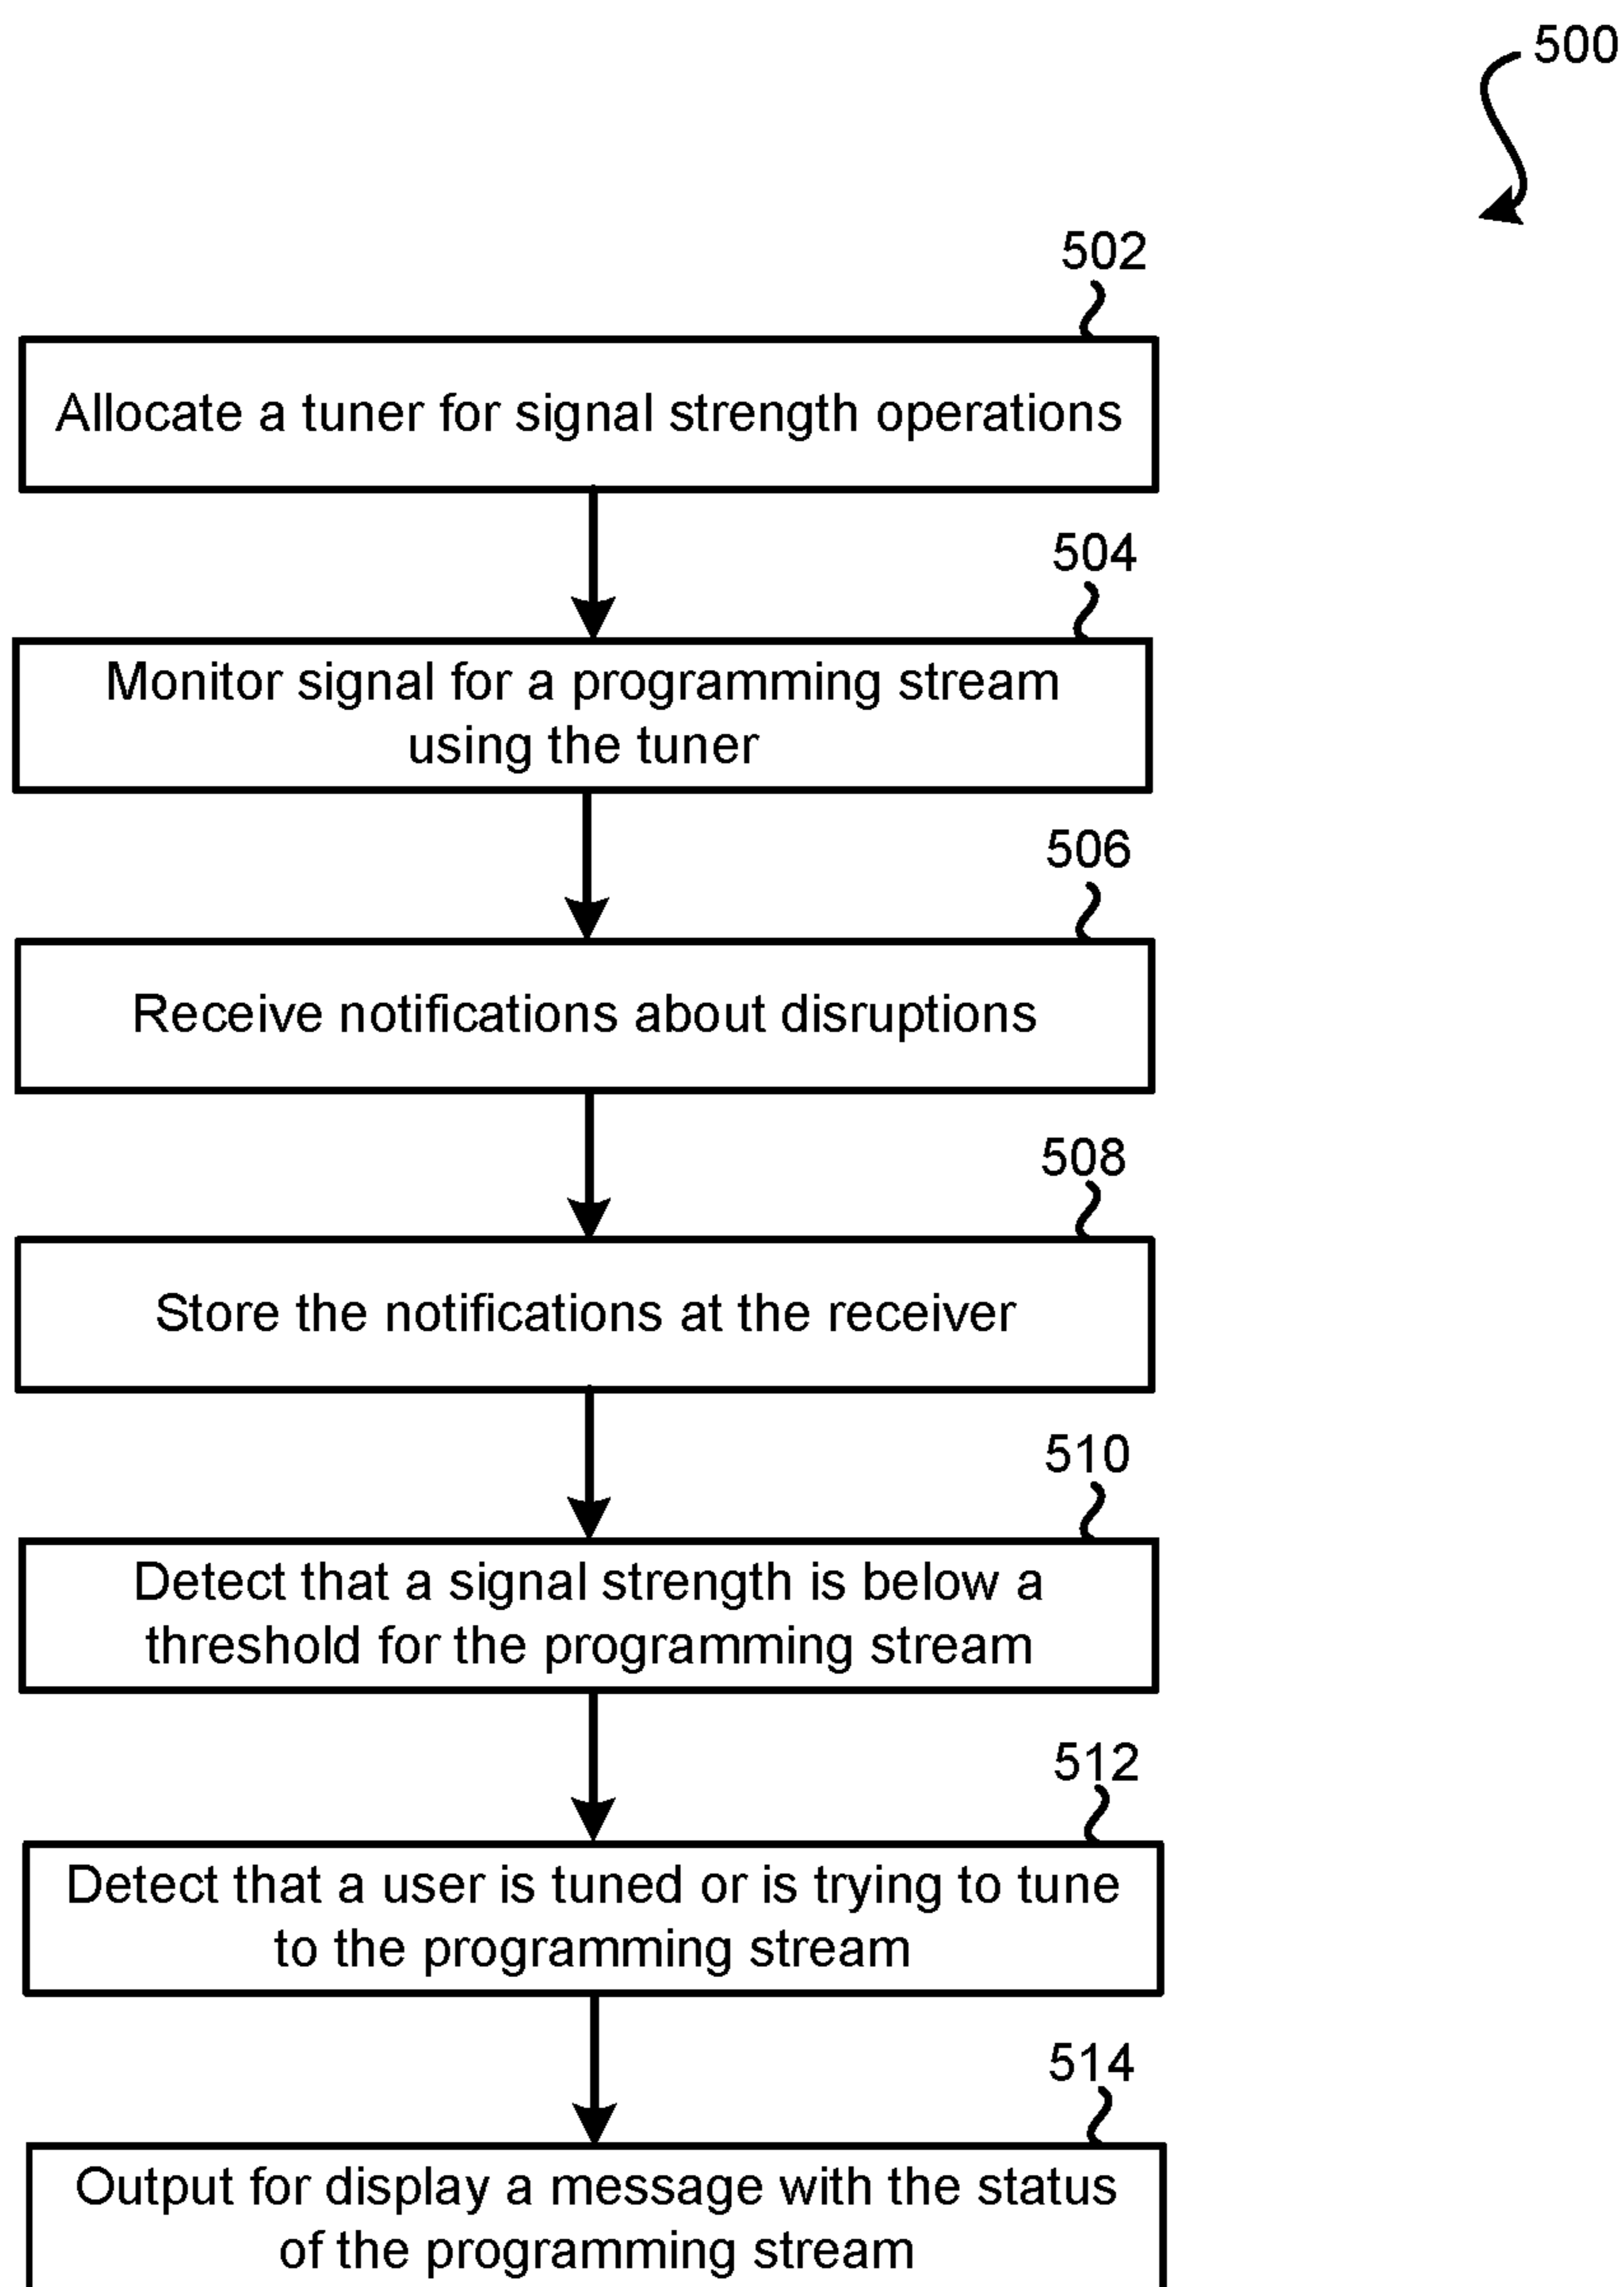 500
502
Allocate a tuner for signal strength operations
504
Monitor signal for a programming stream
using the tuner
506
Receive notifications about disruptions
508
Store the notifications at the receiver
510
Detect that a signal strength is below a
threshold for the programming stream
512
Detect that a user is tuned or is trying to tune
to the programming stream
514
Output for display a message with the status
of the programming stream